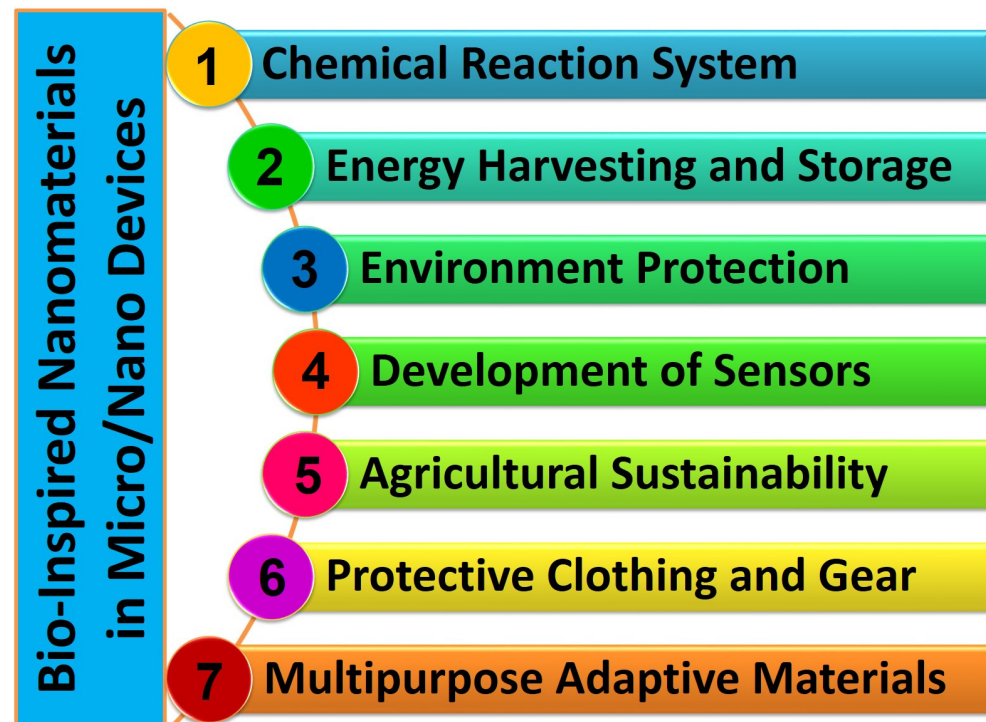 Bio-Inspired Nanomaterials
in Micro/Nano Devices
1 Chemical Reaction System
2 Energy Harvesting and Storage
3 Environment Protection
4 Development of Sensors
5 Agricultural Sustainability
6 Protective Clothing and Gear
7 Multipurpose Adaptive Materials